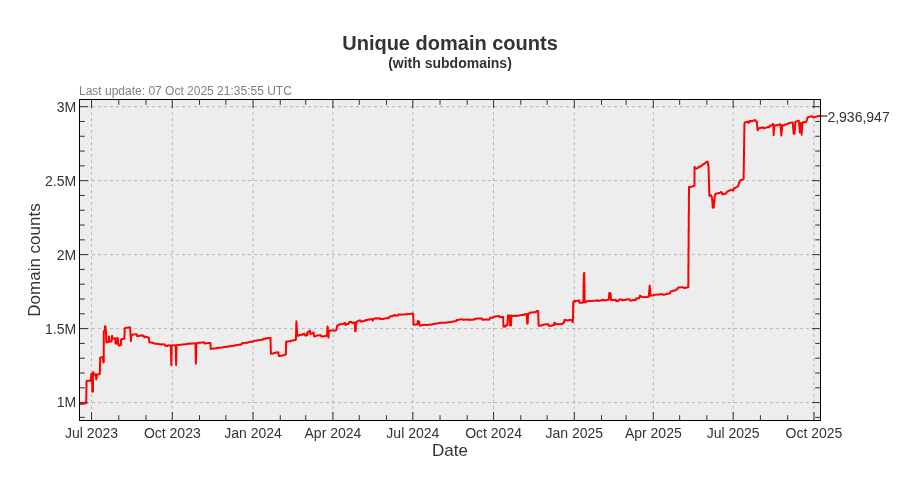 Unique domain counts
(with subdomains)
Last update: 07 Oct 2025 21:35:55 UTC
3M
2,936,947
2.5M
2M
1.5M
1M
Domain counts
Jul 2023 Oct 2023 Jan 2024 Apr 2024 Jul 2024 Oct 2024 Jan 2025 Apr 2025 Jul 2025 Oct 2025
Date